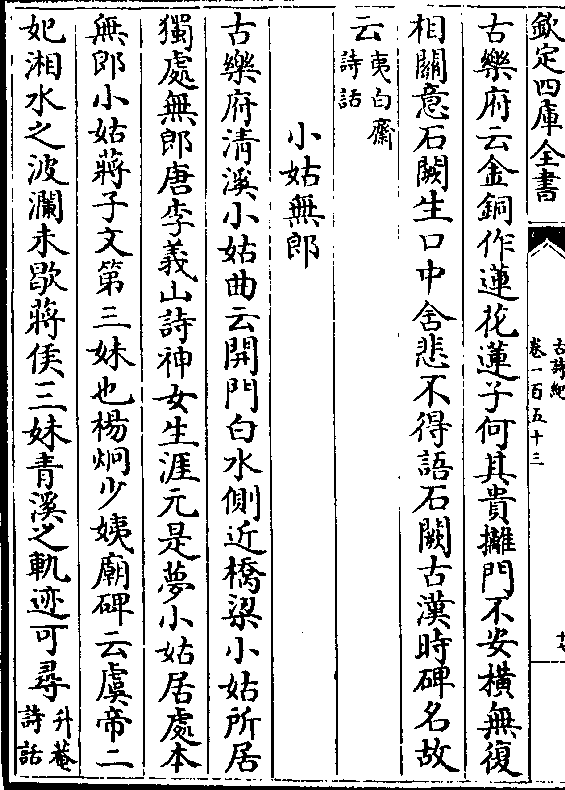 欽定四庫全書
古詩紀
卷一百五十三
古樂府云金銅作蓮花蓮子何其貴攡門不安横無復
相關意石闕生口中含悲不得語石闕古漢時碑名故
云夷白齋詩話
小姑無郎
古樂府清溪小姑曲云開門白水側近橋梁小姑所居
獨處無郎唐李義山詩神女生涯元是夢小姑居處本
無郎小姑蔣子文第三妹也楊炯少姨廟碑云虞帝二
妃湘水之波瀾未歇蔣侯三妹青溪之軌迹可尋升菴詩話